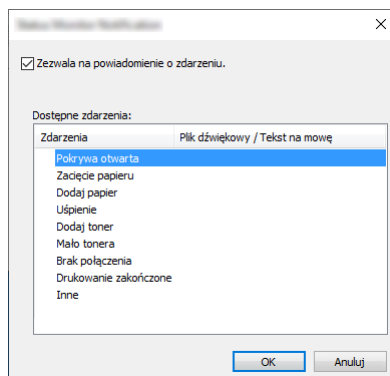 Zezwala na powiadomienie o zdarzeniu.
Dostępne zdarzenia:
Zdarzenia Plik dźwiękowy / Tekst na mowę
Pokrywa otwarta
Zacięcie papieru
Dodaj papier
Uśpienie
Dodaj toner
Mało tonera
Brak połączenia
Drukowanie zakończone
Inne
OK Anuluj